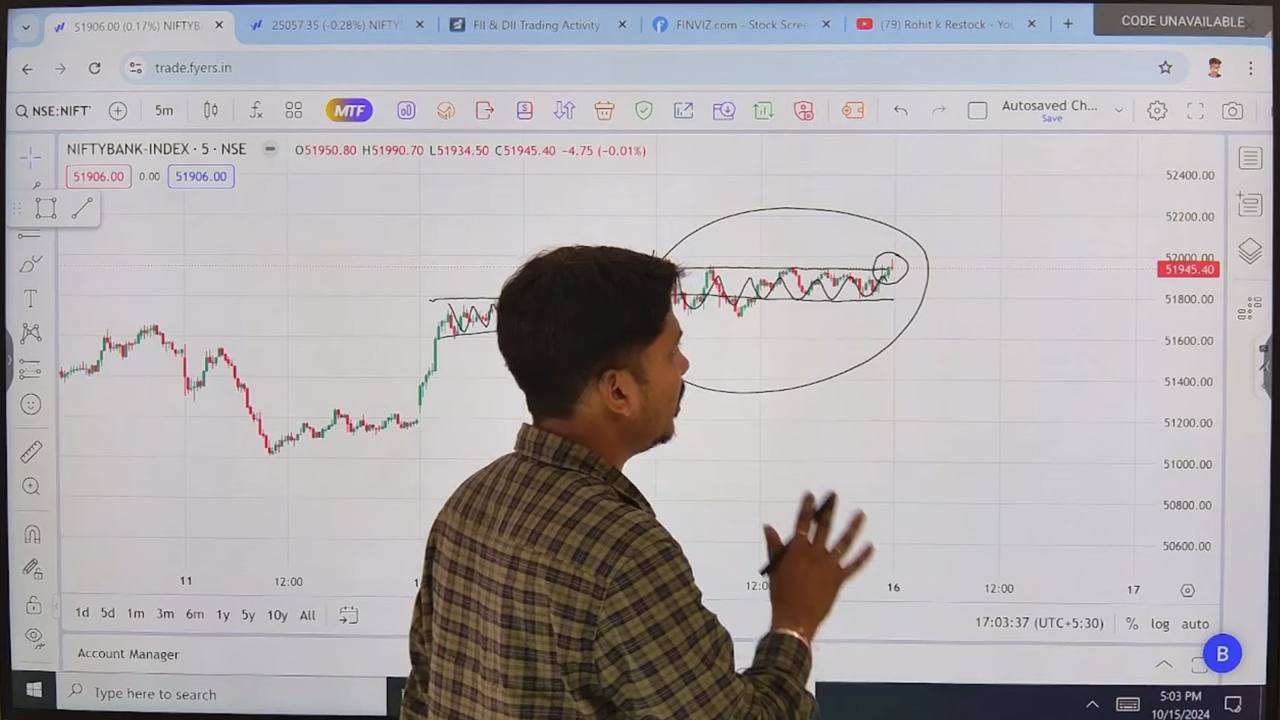 51906.00 (0.17%) NIFTYB
25057.35 (-0.28%) NIFTY
FII & DII Trading Activity
FINVIZ.com - Stock Scree
(79) Rohit k Restock - You
CODE UNAVAILABLE
trade.fyers.in
NSE:NIFT
5m
MTF
Autosaved Ch...
Save
NIFTYBANK-INDEX · 5 · NSE
O51950.80 H51990.70 L51934.50 C51945.40 -4.75 (-0.01%)
51906.00 0.00 51906.00
52400.00
52200.00
52000.00
51945.40
51800.00
51600.00
51400.00
51200.00
51000.00
50800.00
50600.00
11
12:00
16
12:00
17
1d 5d 1m 3m 6m 1y 5y 10y All
17:03:37 (UTC+5:30)
% log auto
Account Manager
B
Type here to search
5:03 PM
10/15/2024